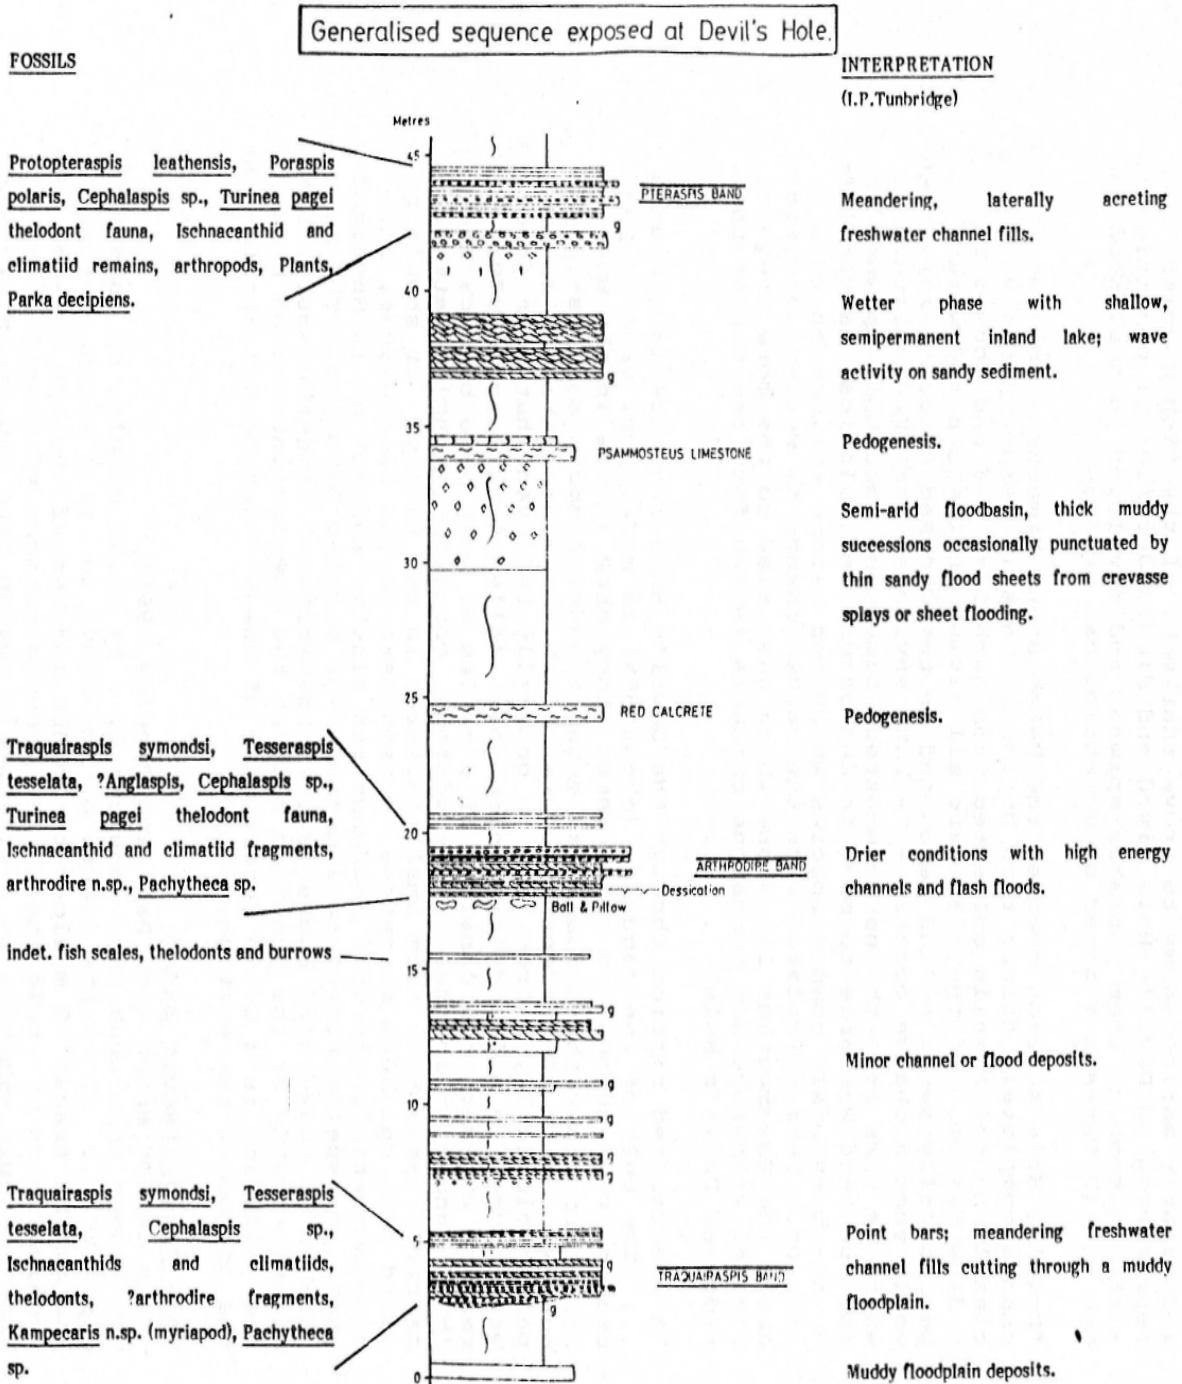 Generalised sequence exposed at Devil's Hole.
FOSSILS
INTERPRETATION
(I.P.Tunbridge)
Metres
Protopteraspis leathensis, Poraspis
polaris, Cephalaspis sp., Turinea pagei
thelodont fauna, Ischnacanthid and
climatiid remains, arthropods, Plants,
Parka decipiens.
45
PTERASPIS BAND
g
Meandering, laterally acreting
freshwater channel fills.
40
Wetter phase with shallow,
semipermanent inland lake; wave
activity on sandy sediment.
g
35
PSAMMOSTEUS LIMESTONE
Pedogenesis.
Semi-arid floodbasin, thick muddy
successions occasionally punctuated by
thin sandy flood sheets from crevasse
splays or sheet flooding.
30
25
RED CALCRETE
Pedogenesis.
Traquairaspis symondsi, Tesseraspis
tesselata, ?Anglaspis, Cephalaspis sp.,
Turinea pagei thelodont fauna,
Ischnacanthid and climatiid fragments,
arthrodire n.sp., Pachytheca sp.
20
ARTHRODIRE BAND
Dessication
Ball & Pillow
Drier conditions with high energy
channels and flash floods.
indet. fish scales, thelodonts and burrows
15
g
Minor channel or flood deposits.
g
10
g
g
Traquairaspis symondsi, Tesseraspis
tesselata, Cephalaspis sp.,
Ischnacanthids and climatiids,
thelodonts, ?arthrodire fragments,
Kampecaris n.sp. (myriapod), Pachytheca
sp.
5
g
TRAQUAIRASPIS BAND
g
Point bars; meandering freshwater
channel fills cutting through a muddy
floodplain.
0
Muddy floodplain deposits.